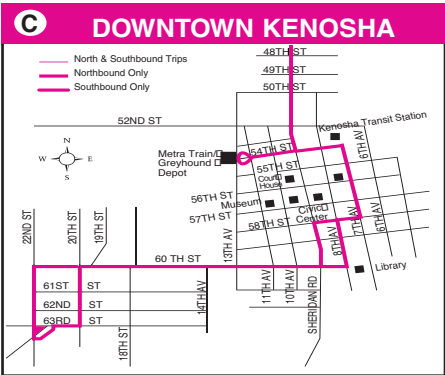 C
DOWNTOWN KENOSHA
North & Southbound Trips
Northbound Only
Southbound Only
48TH ST
49TH ST
50TH ST
52ND ST
Kenosha Transit Station
N
W
E
S
Metra Train/
Greyhound
Depot
54TH ST
55TH ST
Court
House
6TH AV
56TH ST
Museum
57TH ST
58TH ST
Civic
Center
7TH AV
6TH AV
8TH AV
22ND ST
20TH ST
19TH ST
13TH AV
60 TH ST
Library
61ST ST
62ND ST
63RD ST
14TH AV
11TH AV
10TH AV
SHERIDAN RD
18TH ST